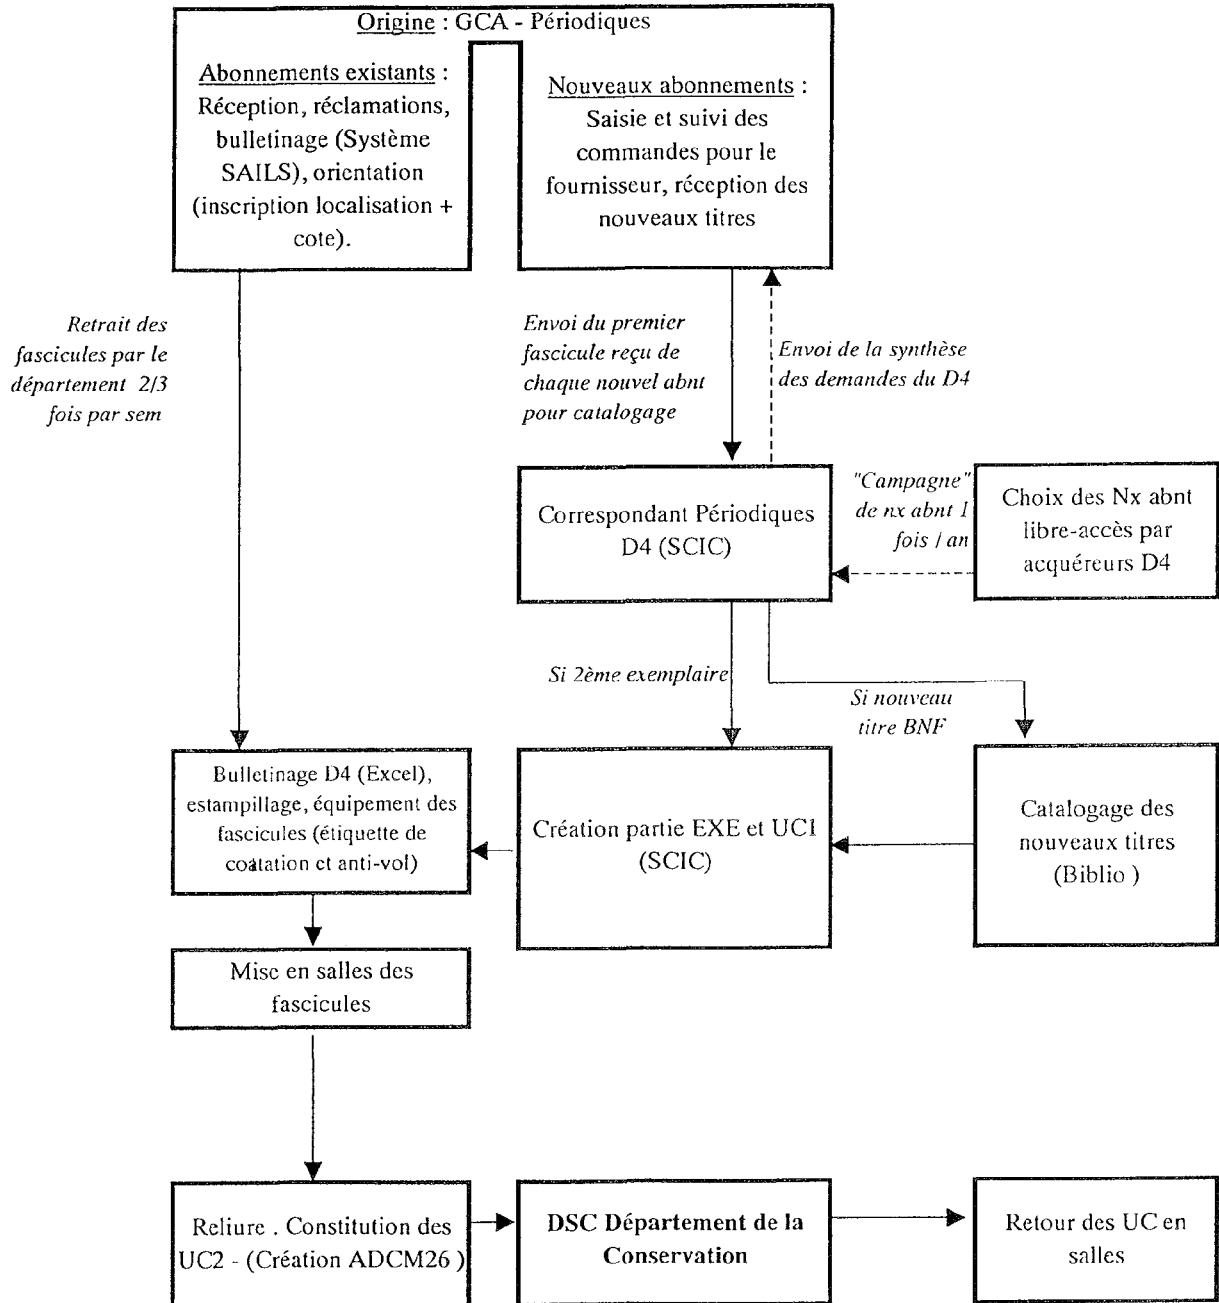 Origine : GCA - Périodiques
Abonnements existants :
Réception, réclamations,
bulletinage (Système
SAILS), orientation
(inscription localisation +
cote).
Nouveaux abonnements :
Saisie et suivi des
commandes pour le
fournisseur, réception des
nouveaux titres
Retrait des
fascicules par le
département 2/3
fois par sem
Envoi du premier
fascicule reçu de
chaque nouvel abnt
pour catalogage
Envoi de la synthèse
des demandes du D4
Correspondant Périodiques
D4 (SCIC)
"Campagne"
de nx abnt 1
fois / an
Choix des Nx abnt
libre-accès par
acquéreurs D4
Si 2ème exemplaire
Si nouveau
titre BNF
Bulletinage D4 (Excel),
estampillage, équipement des
fascicules (étiquette de
coatation et anti-vol)
Création partie EXE et UC1
(SCIC)
Catalogage des
nouveaux titres
(Biblio )
Mise en salles des
fascicules
Reliure . Constitution des
UC2 - (Création ADCM26 )
DSC Département de la
Conservation
Retour des UC en
salles